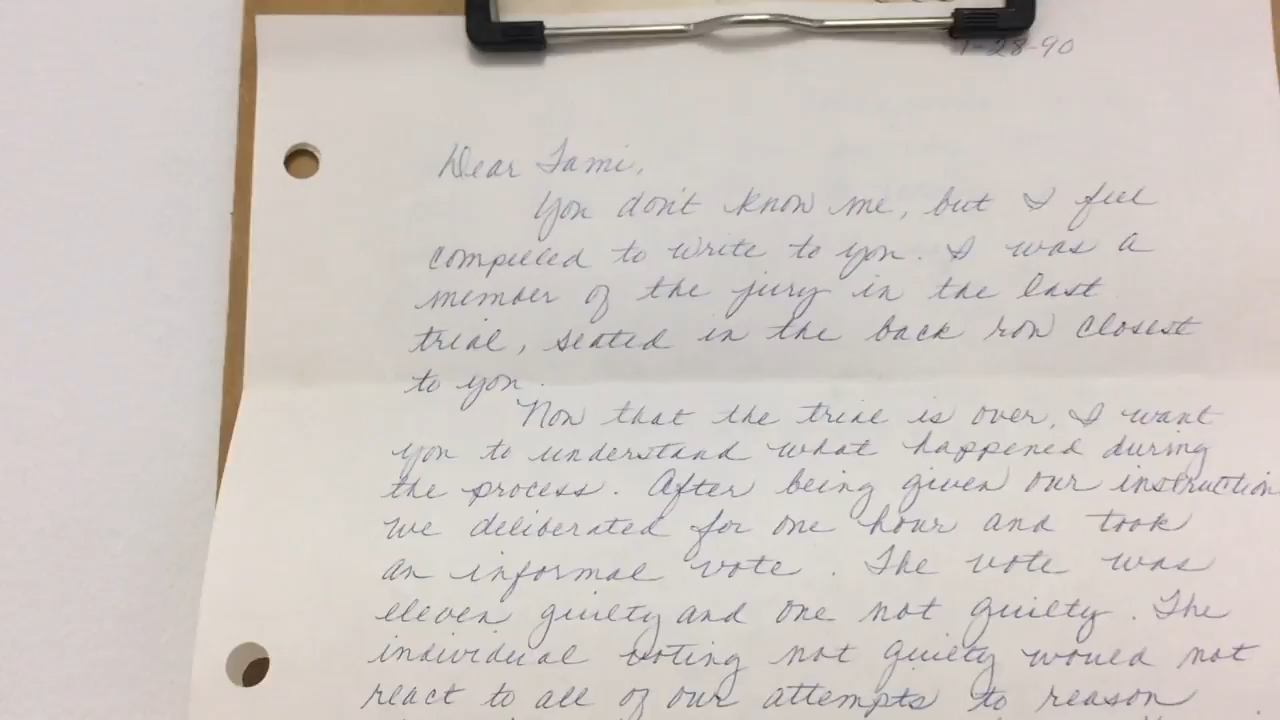 -28-90
Dear Tami,
You don't know me, but I feel
compelled to write to you. I was a
member of the jury in the last
trial, seated in the back row closest
to you.
Now that the trial is over, I want
you to understand what happened during
the process. After being given our instruction
we deliberated for one hour and took
an informal vote. The vote was
eleven guilty and one not guilty. The
individual voting not guilty would not
react to all of our attempts to reason